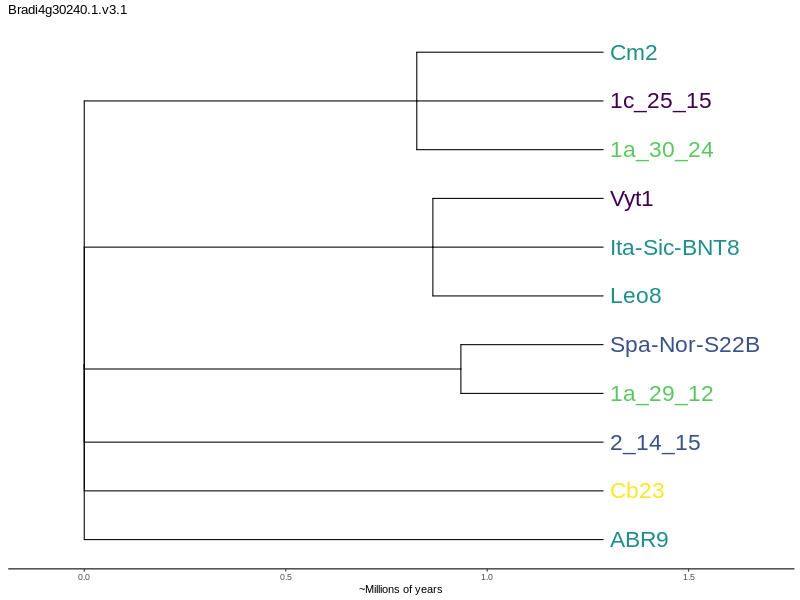 Bradi4g30240.1.v3.1
Cm2
1c_25_15
1a_30_24
Vyt1
Ita-Sic-BNT8
Leo8
Spa-Nor-S22B
1a_29_12
2_14_15
Cb23
ABR9
0.0 0.5 1.0 1.5
~Millions of years